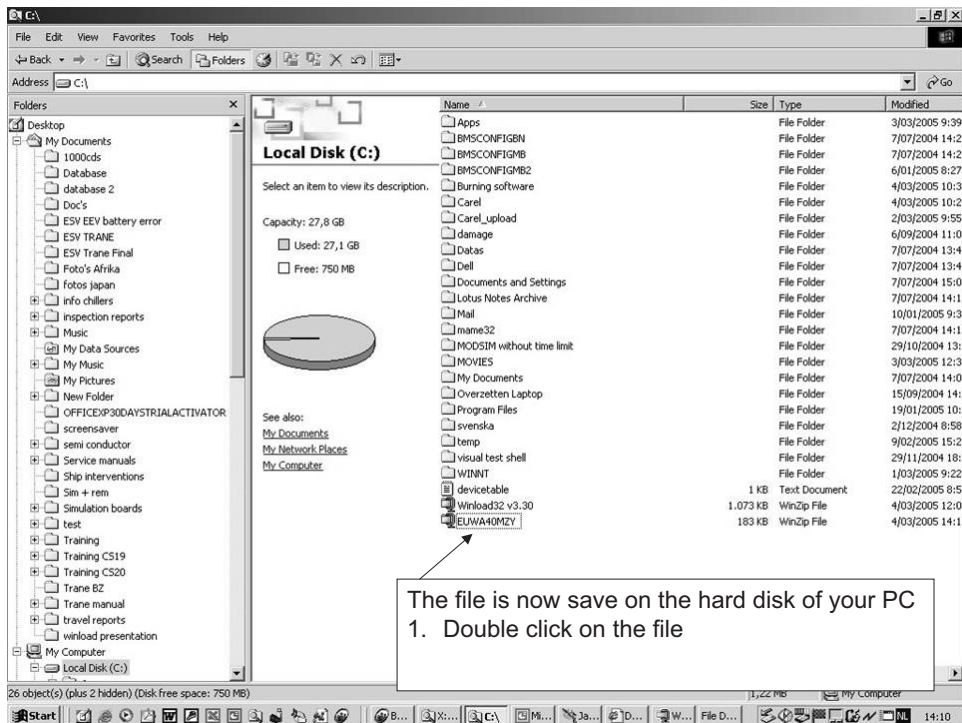 C:\
File Edit View Favorites Tools Help
Back Search Folders
Address C:\ Go
Folders
Desktop
My Documents
1000cds
Database
database 2
Doc's
ESV EEV battery error
ESV TRANE
ESV Trane Final
Foto's Afrika
fotos japan
info chillers
inspection reports
Music
My Data Sources
My Music
My Pictures
New Folder
OFFICEXP30DAYSTRIALACTIVATOR
screensaver
semi conductor
Service manuals
Ship interventions
Sim + rem
Simulation boards
test
Training
Training CS19
Training CS20
Trane BZ
Trane manual
travel reports
winload presentation
My Computer
Local Disk (C:)
Local Disk (C:)
Select an item to view its description.
Capacity: 27,8 GB
Used: 27,1 GB
Free: 750 MB
See also:
My Documents
My Network Places
My Computer
Name Size Type Modified
Apps File Folder 3/03/2005 9:39
BMSCONFIGBN File Folder 7/07/2004 14:2
BMSCONFIGMB File Folder 7/07/2004 14:2
BMSCONFIGMB2 File Folder 6/01/2005 8:27
Burning software File Folder 4/03/2005 10:3
Carel File Folder 4/03/2005 10:2
Carel_upload File Folder 2/03/2005 9:55
damage File Folder 6/09/2004 11:0
Datas File Folder 7/07/2004 13:4
Dell File Folder 7/07/2004 13:4
Documents and Settings File Folder 7/07/2004 15:0
Lotus Notes Archive File Folder 7/07/2004 14:1
Mail File Folder 10/01/2005 9:3
mame32 File Folder 7/07/2004 14:1
MODSIM without time limit File Folder 29/10/2004 13:
MOVIES File Folder 3/03/2005 12:3
My Documents File Folder 7/07/2004 14:0
Overzetten Laptop File Folder 15/09/2004 14:
Program Files File Folder 19/01/2005 10:
svenska File Folder 2/12/2004 8:58
temp File Folder 9/02/2005 15:2
visual test shell File Folder 29/11/2004 18:
WINNT File Folder 1/03/2005 9:22
devicetable 1 KB Text Document 22/02/2005 8:5
Winload32 v3.30 1.073 KB WinZip File 4/03/2005 12:0
EUWA40MZY 183 KB WinZip File 4/03/2005 14:1
The file is now save on the hard disk of your PC
1. Double click on the file
26 object(s) (plus 2 hidden) (Disk free space: 750 MB) 1,22 MB My Computer
Start B... X:... C:\ Mi... Ja... D... W... File D... NL 14:10